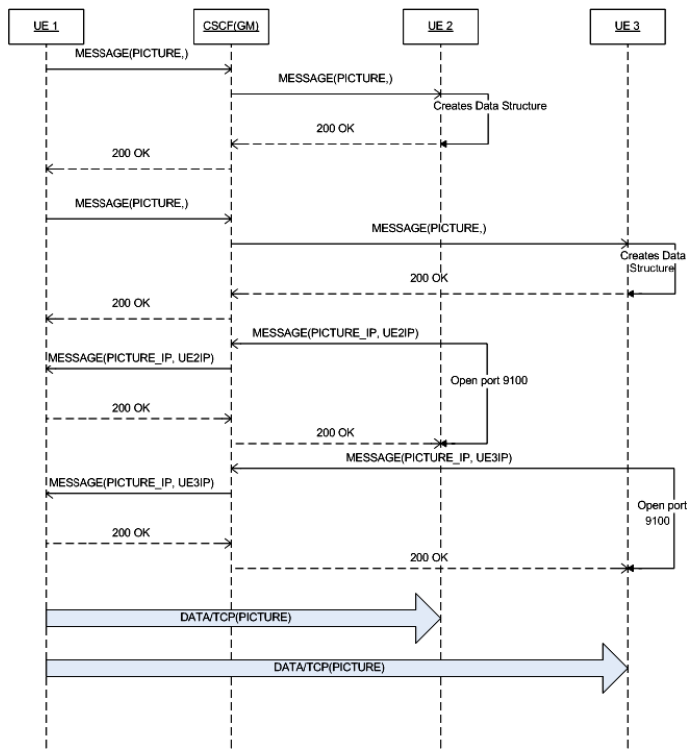 UE 1
CSCF(GM)
UE 2
UE 3
MESSAGE(PICTURE,)
MESSAGE(PICTURE,)
Creates Data Structure
200 OK
200 OK
MESSAGE(PICTURE,)
MESSAGE(PICTURE,)
Creates Data
Structure
200 OK
200 OK
MESSAGE(PICTURE_IP, UE2IP)
MESSAGE(PICTURE_IP, UE2IP)
Open port 9100
200 OK
200 OK
MESSAGE(PICTURE_IP, UE3IP)
MESSAGE(PICTURE_IP, UE3IP)
Open port
9100
200 OK
200 OK
DATA/TCP(PICTURE)
DATA/TCP(PICTURE)